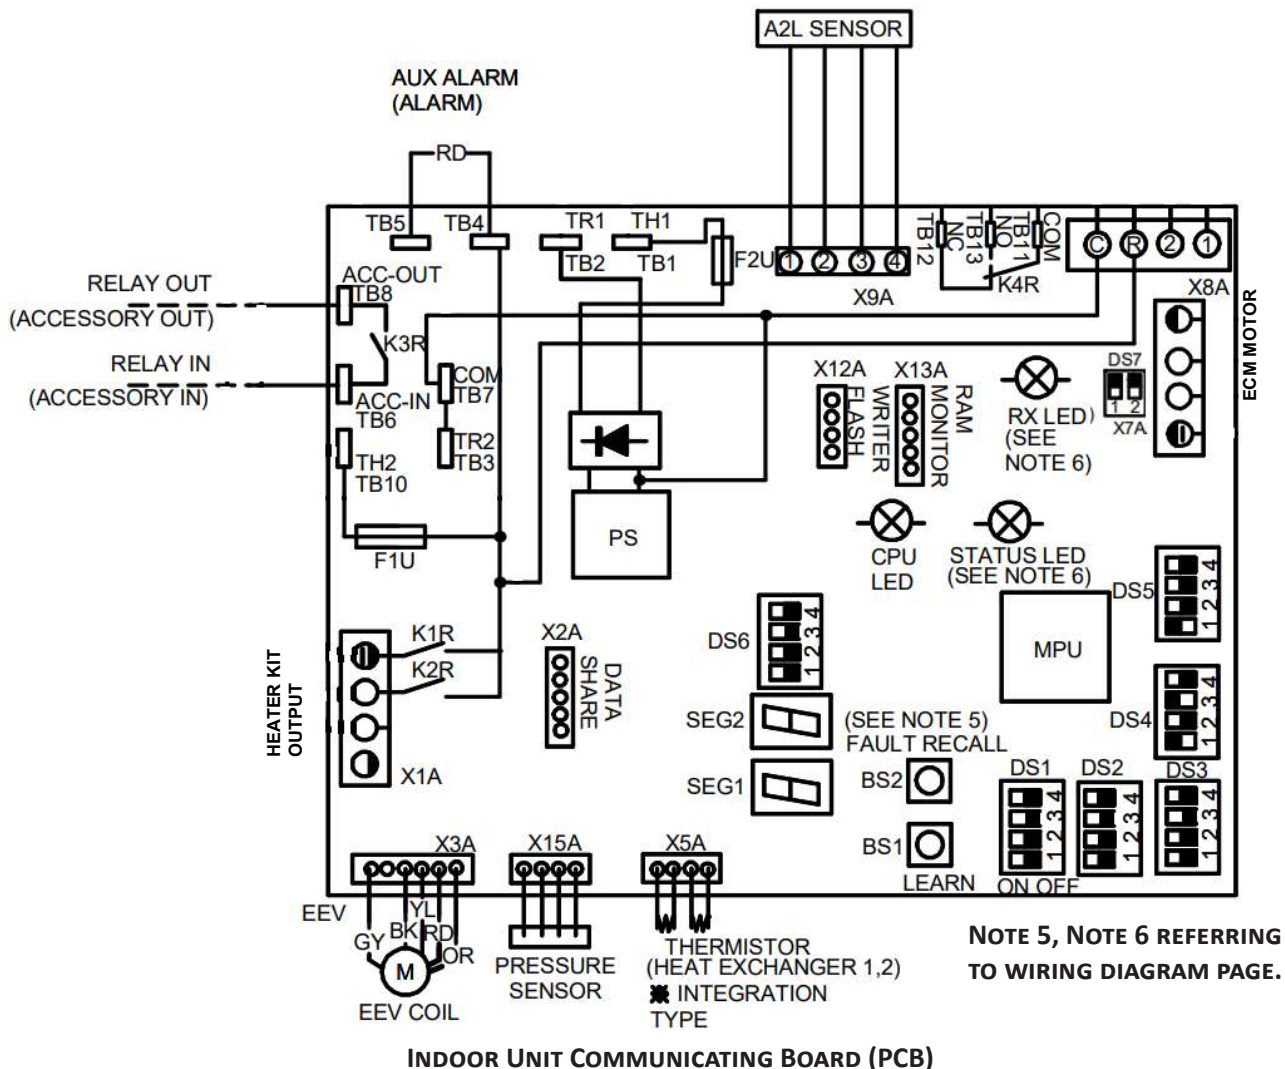 A2L SENSOR
AUX ALARM
(ALARM)
RD
TB5
TB4
TR1
TB2
TH1
TB1
F2U
1 2 3 4
X9A
TB12
NC
TB13
NO
TB11
COM
K4R
C R 2 1
X8A
ECM MOTOR
RELAY OUT
(ACCESSORY OUT)
RELAY IN
(ACCESSORY IN)
ACC-OUT
TB8
K3R
ACC-IN
TB6
COM
TB7
TR2
TB3
TH2
TB10
F1U
PS
X12A
FLASH
WRITER
X13A
RAM
MONITOR
RX LED)
(SEE
NOTE 6)
DS7
1 2
X7A
CPU
LED
STATUS LED
(SEE NOTE 6)
MPU
DS5
1 2 3 4
DS6
1 2 3 4
DS4
1 2 3 4
SEG2
SEG1
(SEE NOTE 5)
FAULT RECALL
BS2
BS1
LEARN
DS1
1 2 3 4
ON OFF
DS2
1 2 3 4
DS3
1 2 3 4
K1R
K2R
HEATER KIT
OUTPUT
X1A
X2A
DATA
SHARE
X3A
EEV
GY
BK
YL
RD
OR
M
EEV COIL
X15A
PRESSURE
SENSOR
X5A
THERMISTOR
(HEAT EXCHANGER 1,2)
INTEGRATION
TYPE
NOTE 5, NOTE 6 REFERRING
TO WIRING DIAGRAM PAGE.
INDOOR UNIT COMMUNICATING BOARD (PCB)